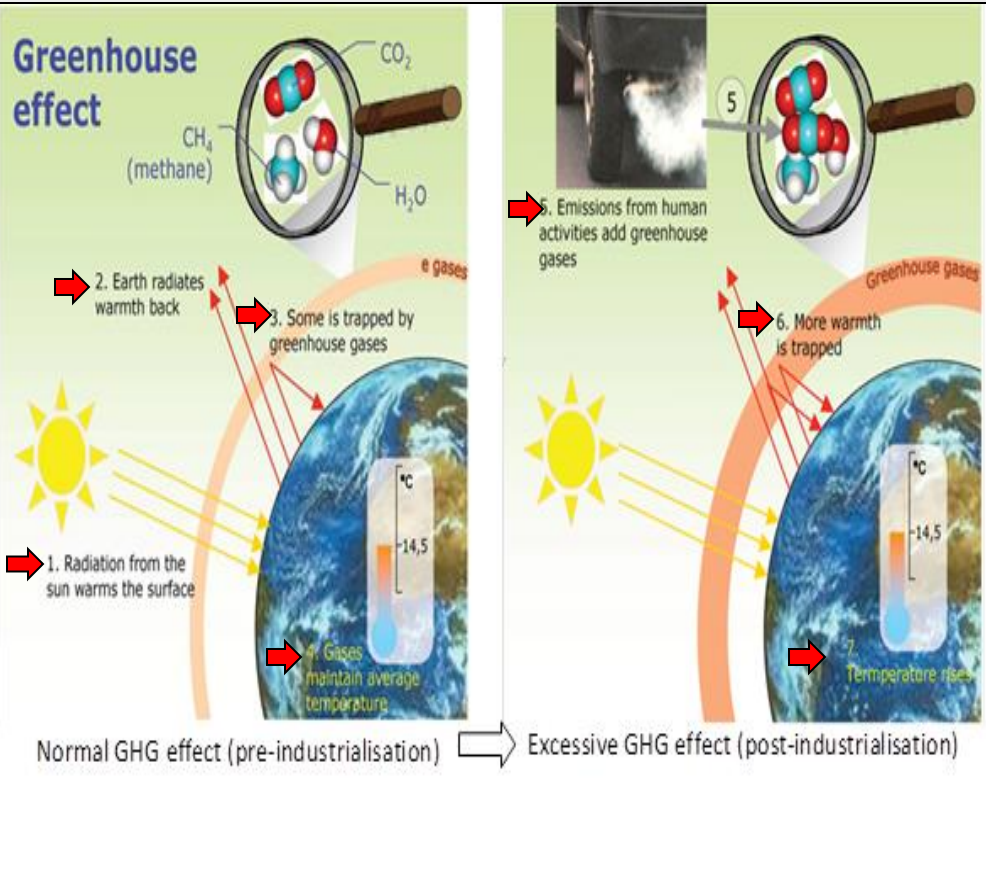 Greenhouse
effect
CO₂
CH₄
(methane)
H₂O
2. Earth radiates
warmth back
e gases
3. Some is trapped by
greenhouse gases
1. Radiation from the
sun warms the surface
°C
14,5
4. Gases
maintain average
temperature
Normal GHG effect (pre-industrialisation)
5
5. Emissions from human
activities add greenhouse
gases
Greenhouse gases
6. More warmth
is trapped
°C
14,5
7.
Termperature rises
Excessive GHG effect (post-industrialisation)